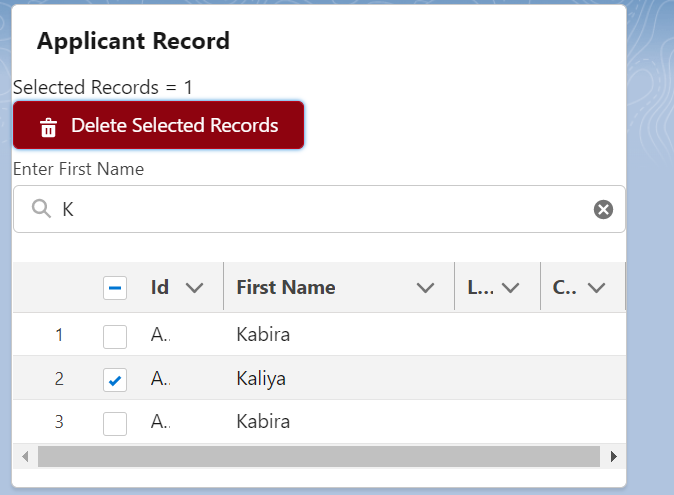 Applicant Record
Selected Records = 1
Delete Selected Records
Enter First Name
K
Id First Name L... C..
1 A.. Kabira
2 A.. Kaliya
3 A.. Kabira